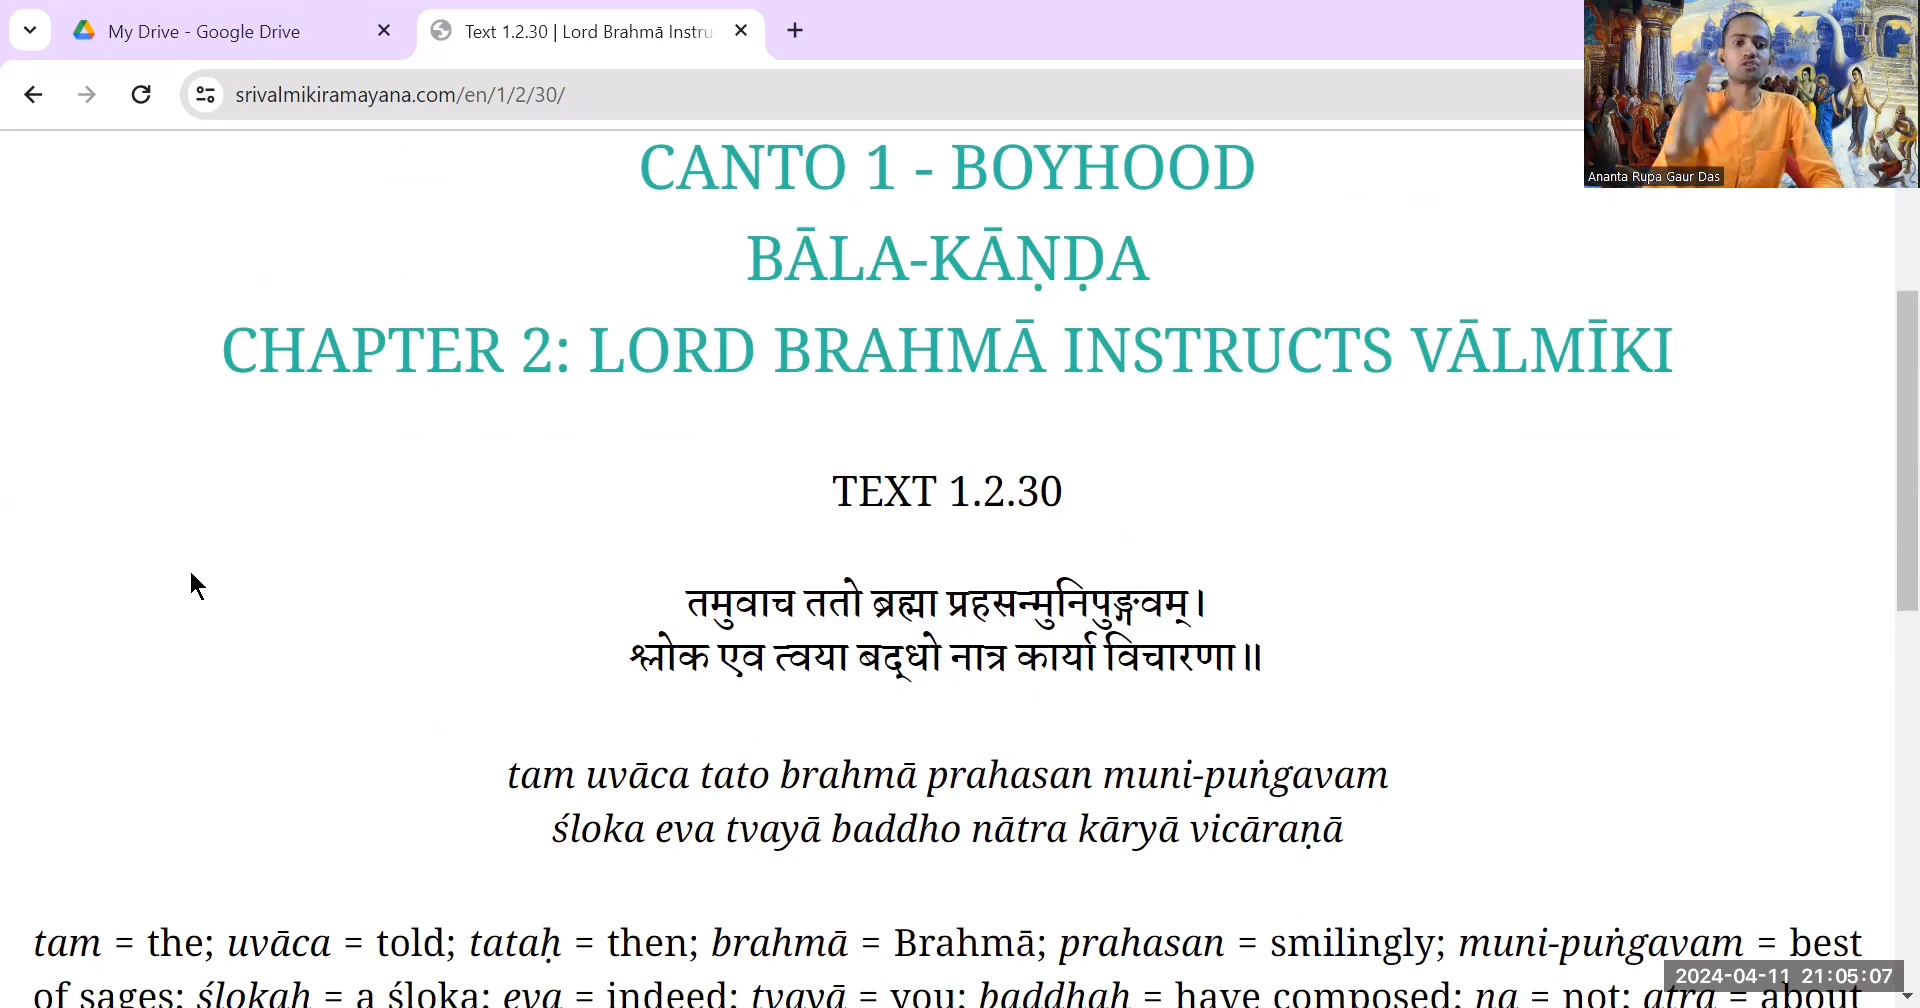 My Drive - Google Drive
Text 1.2.30 | Lord Brahmā Instru
srivalmikiramayana.com/en/1/2/30/
Ananta Rupa Gaur Das
CANTO 1 - BOYHOOD
BĀLA-KĀṆḌA
CHAPTER 2: LORD BRAHMĀ INSTRUCTS VĀLMĪKI
TEXT 1.2.30
तमुवाच ततो ब्रह्मा प्रहसन्मुनिपुङ्गवम्।
श्लोक एव त्वया बद्धो नात्र कार्या विचारणा॥
tam uvāca tato brahmā prahasan muni-puṅgavam
śloka eva tvayā baddho nātra kāryā vicāraṇā
tam = the; uvāca = told; tataḥ = then; brahmā = Brahmā; prahasan = smilingly; muni-puṅgavam = best
of sages; ślokaḥ = a śloka; eva = indeed; tvayā = you; baddhaḥ = have composed; na = not; atra = about
2024-04-11 21:05:07